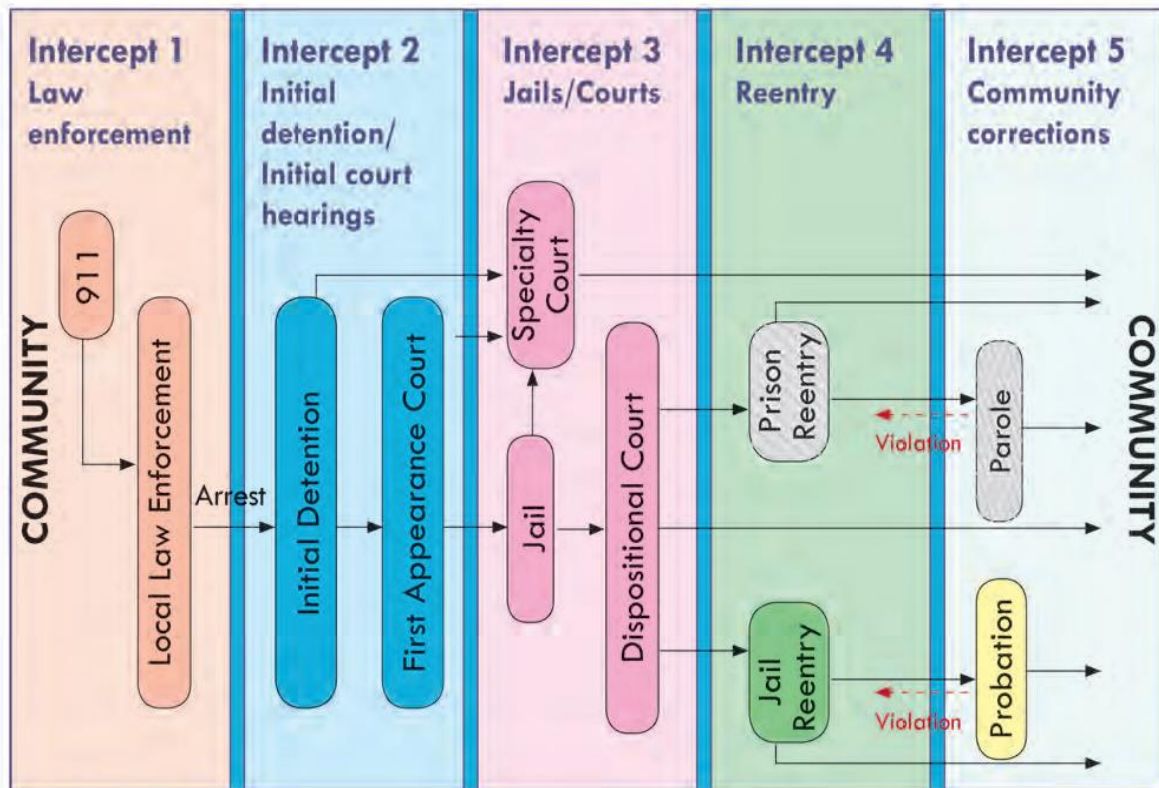 Intercept 1
Law
enforcement
Intercept 2
Initial
detention/
Initial court
hearings
Intercept 3
Jails/Courts
Intercept 4
Reentry
Intercept 5
Community
corrections
COMMUNITY
911
Local Law Enforcement
Arrest
Initial Detention
First Appearance Court
Specialty
Court
Jail
Dispositional Court
Prison
Reentry
Violation
Parole
Jail
Reentry
Violation
Probation
COMMUNITY